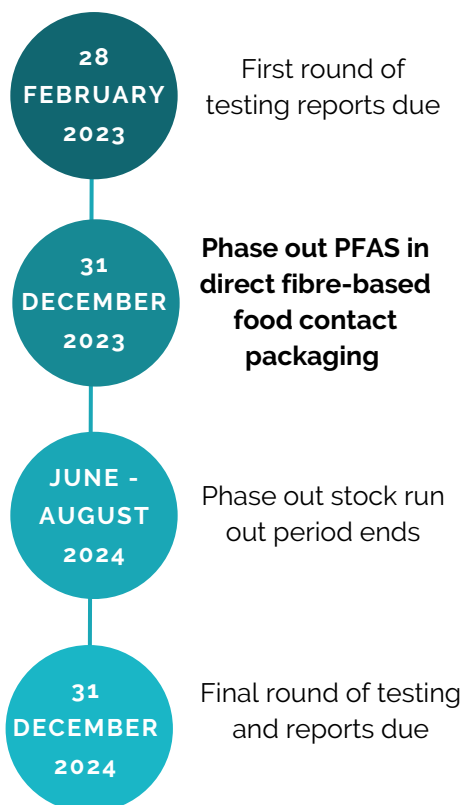 28
FEBRUARY
2023
First round of
testing reports due
31
DECEMBER
2023
Phase out PFAS in
direct fibre-based
food contact
packaging
JUNE -
AUGUST
2024
Phase out stock run
out period ends
31
DECEMBER
2024
Final round of testing
and reports due